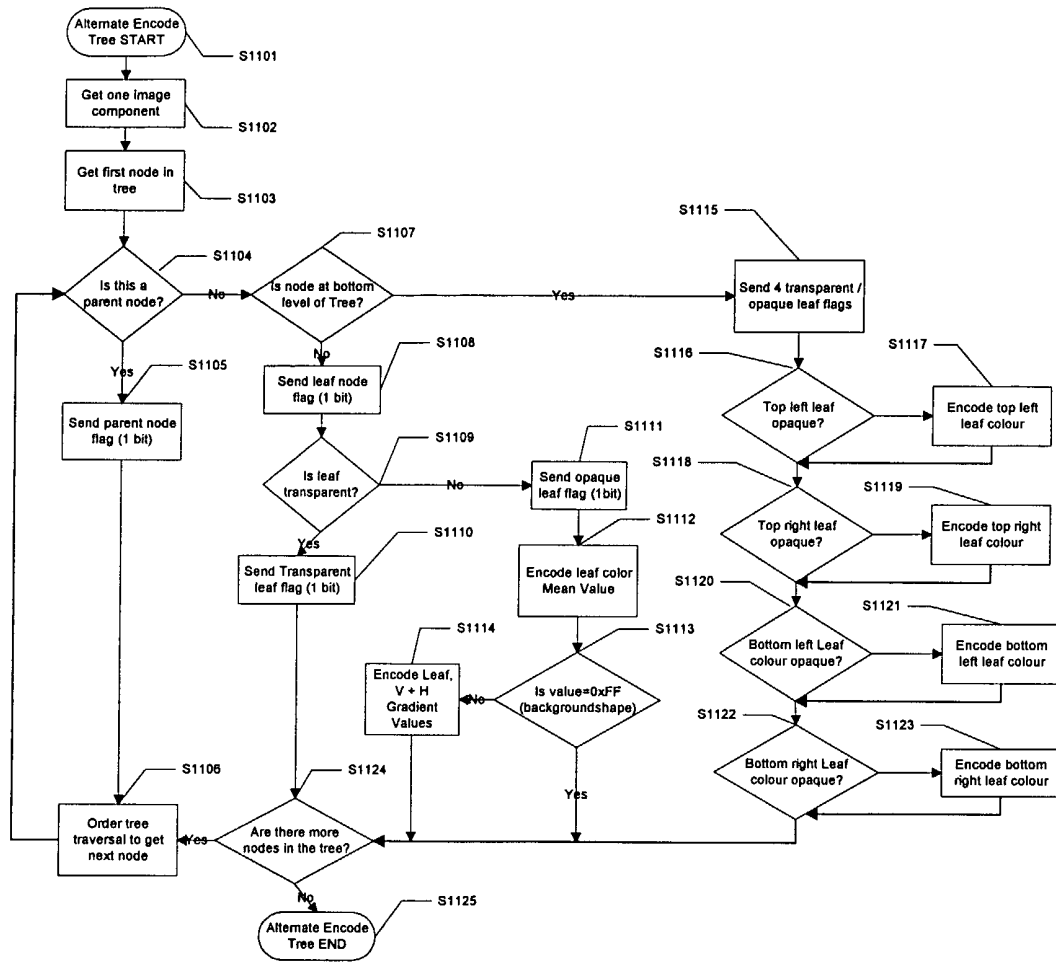 Alternate Encode
Tree START
S1101
Get one image
component
S1102
Get first node in
tree
S1103
S1104
Is this a
parent node?
No
S1107
Is node at bottom
level of Tree?
Yes
S1115
Send 4 transparent /
opaque leaf flags
Yes
S1105
Send parent node
flag (1 bit)
No
S1108
Send leaf node
flag (1 bit)
S1109
Is leaf
transparent?
No
S1111
Send opaque
leaf flag (1bit)
S1112
Encode leaf color
Mean Value
Yes
S1110
Send Transparent
leaf flag (1 bit)
S1113
Is value=0xFF
(backgroundshape)
No
S1114
Encode Leaf,
V + H
Gradient
Values
Yes
S1116
Top left leaf
opaque?
S1117
Encode top left
leaf colour
S1118
Top right leaf
opaque?
S1119
Encode top right
leaf colour
S1120
Bottom left Leaf
colour opaque?
S1121
Encode bottom
left leaf colour
S1122
Bottom right Leaf
colour opaque?
S1123
Encode bottom
right leaf colour
S1106
Order tree
traversal to get
next node
Yes
S1124
Are there more
nodes in the tree?
No
S1125
Alternate Encode
Tree END